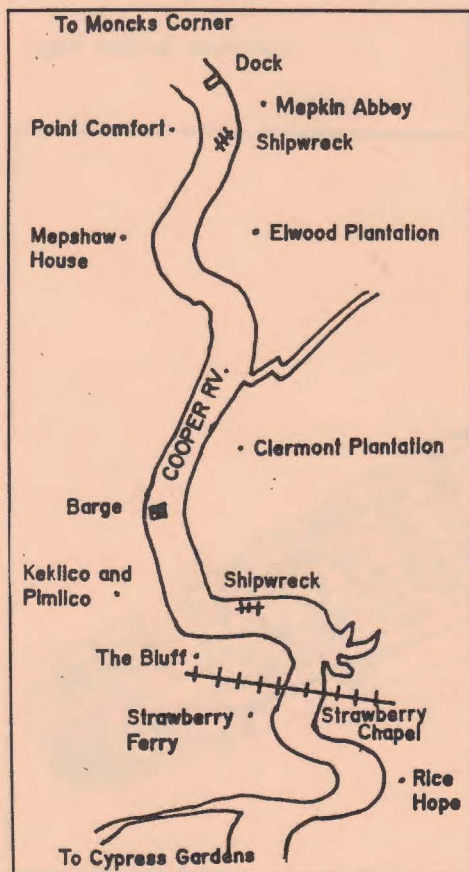 To Moncks Corner
Dock
Mepkin Abbey
Point Comfort
Shipwreck
Mepshaw
House
Elwood Plantation
COOPER RV.
Clermont Plantation
Barge
Keklico and
Pimlico
Shipwreck
The Bluff
Strawberry
Ferry
Strawberry
Chapel
Rice
Hope
To Cypress Gardens